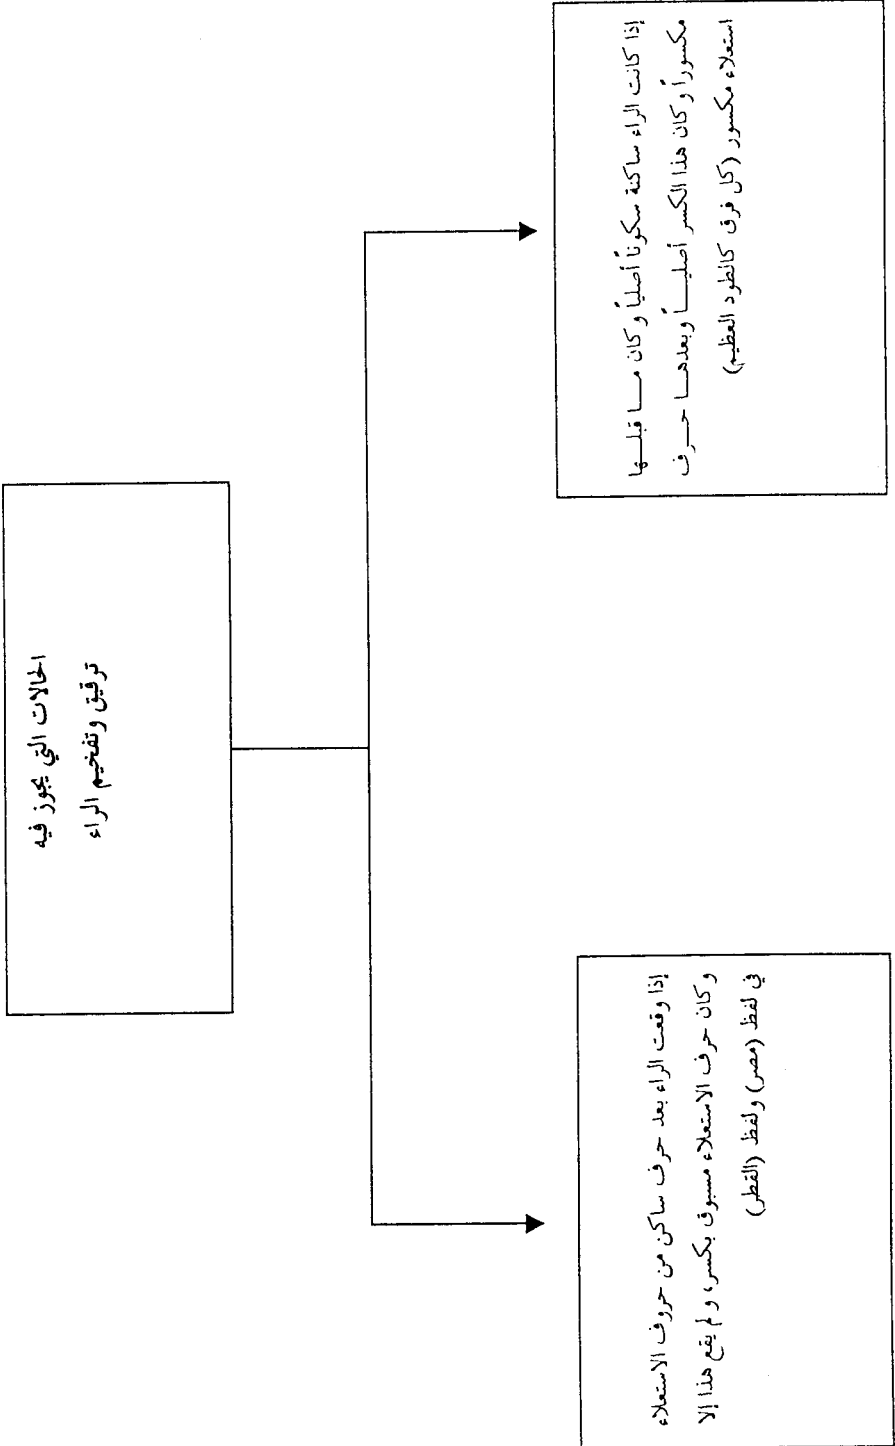 الحالات التي يجوز فيه
ترقيق وتفخيم الراء
إذا كانت الراء ساكنة سكوناً أصلياً وكان ما قبلها
مكسوراً وكان هذا الكسر أصلياً وبعدها حرف
استعلاء مكسور (كل فرق كالطود العظيم)
إذا وقعت الراء بعد حرف ساكن من حروف الاستعلاء
وكان حرف الاستعلاء مسبوق بكسر، ولم يقع هذا إلا
في لفظ (مصر) ولفظ (القطر)